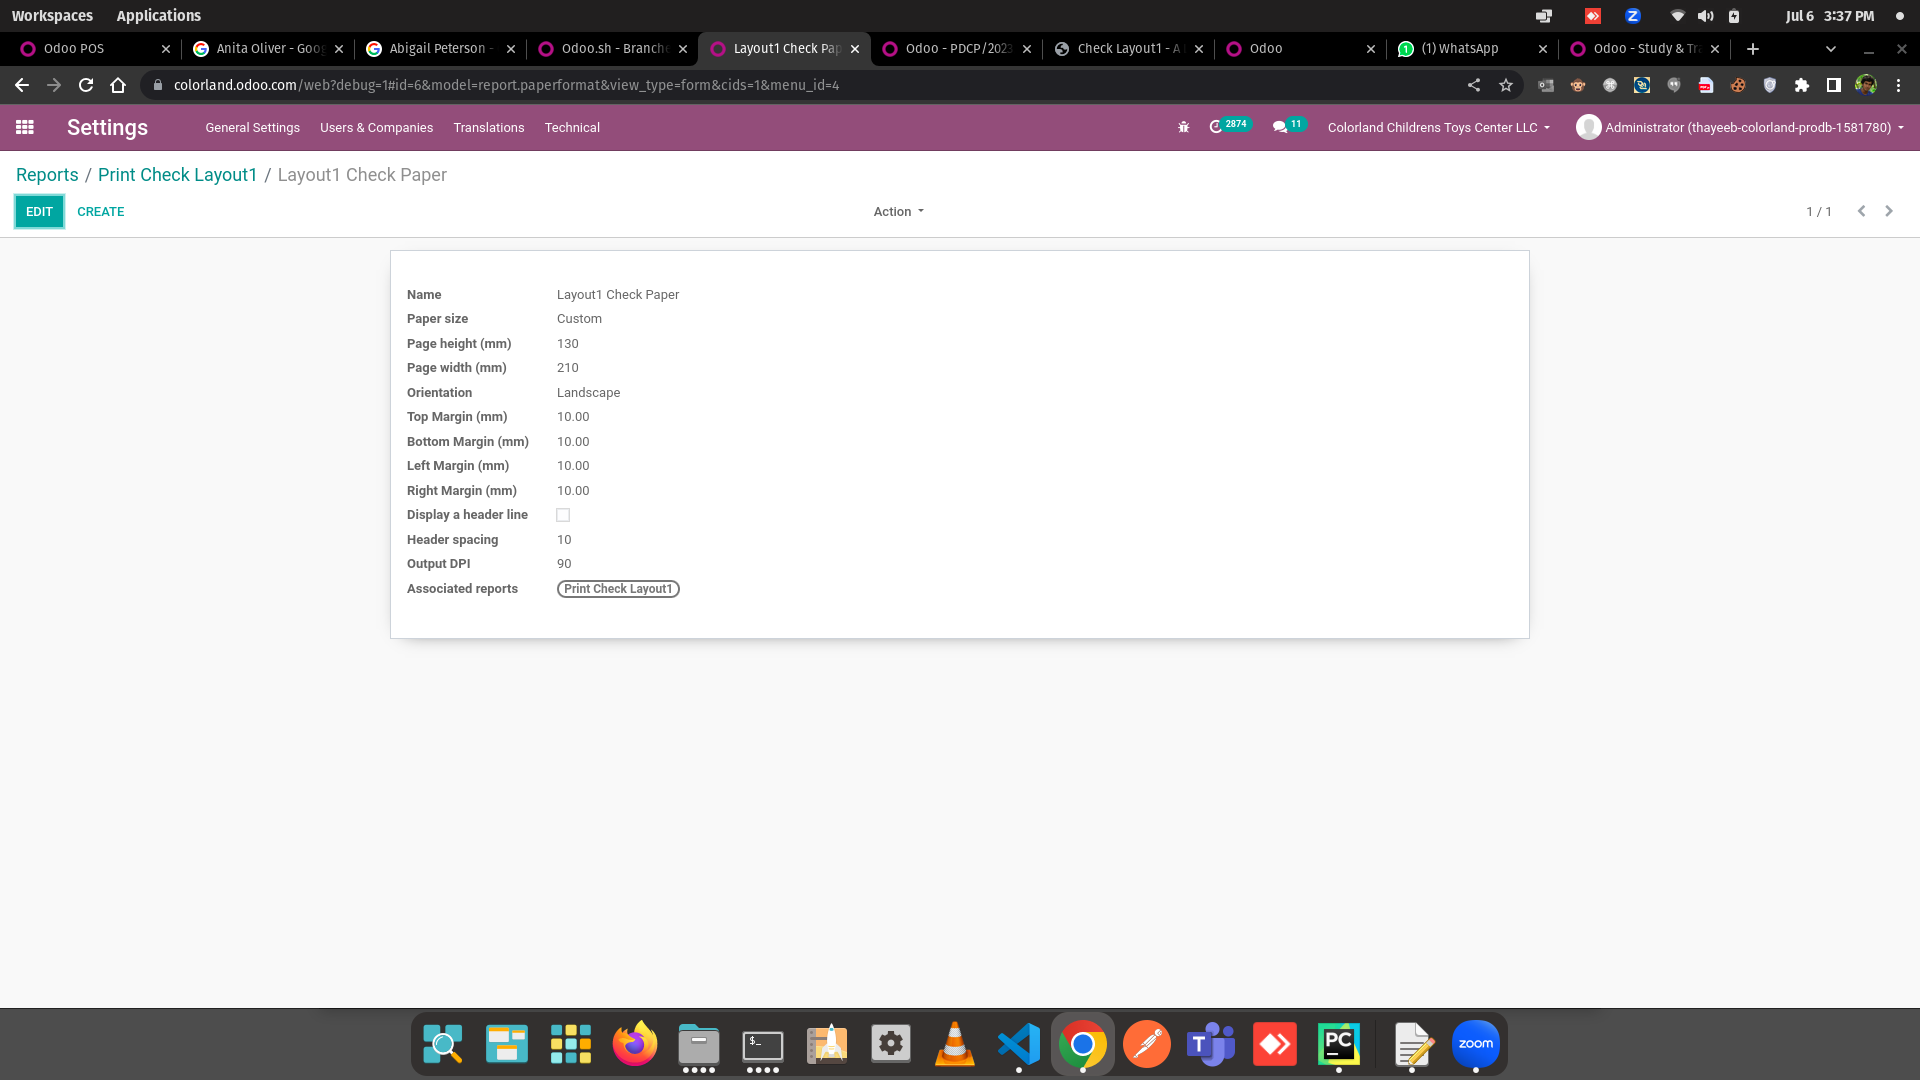 Workspaces Applications Jul 6 3:37 PM
Odoo POS Anita Oliver - Goog Abigail Peterson - Odoo.sh - Branche Layout1 Check Pap Odoo - PDCP/2023 Check Layout1 - A Odoo (1) WhatsApp Odoo - Study & Tra
colorland.odoo.com/web?debug=1#id=6&model=report.paperformat&view_type=form&cids=1&menu_id=4
Settings General Settings Users & Companies Translations Technical 2874 11 Colorland Childrens Toys Center LLC Administrator (thayeeb-colorland-prodb-1581780)
Reports / Print Check Layout1 / Layout1 Check Paper
EDIT CREATE Action 1 / 1
Name Layout1 Check Paper
Paper size Custom
Page height (mm) 130
Page width (mm) 210
Orientation Landscape
Top Margin (mm) 10.00
Bottom Margin (mm) 10.00
Left Margin (mm) 10.00
Right Margin (mm) 10.00
Display a header line
Header spacing 10
Output DPI 90
Associated reports Print Check Layout1
$_ T PC zoom